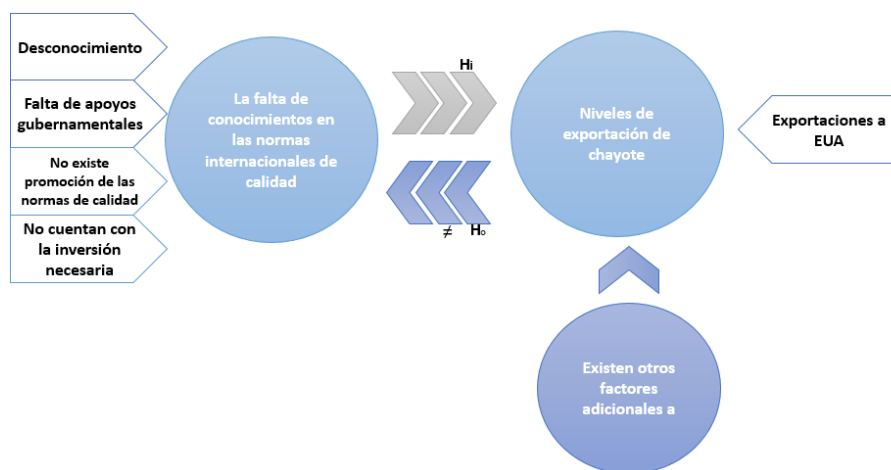 Desconocimiento
Falta de apoyos
gubernamentales
No existe
promoción de las
normas de calidad
No cuentan con
la inversión
necesaria
La falta de
conocimientos en
las normas
internacionales de
calidad
Hi
≠ Ho
Niveles de
exportación de
chayote
Exportaciones a
EUA
Existen otros
factores
adicionales a